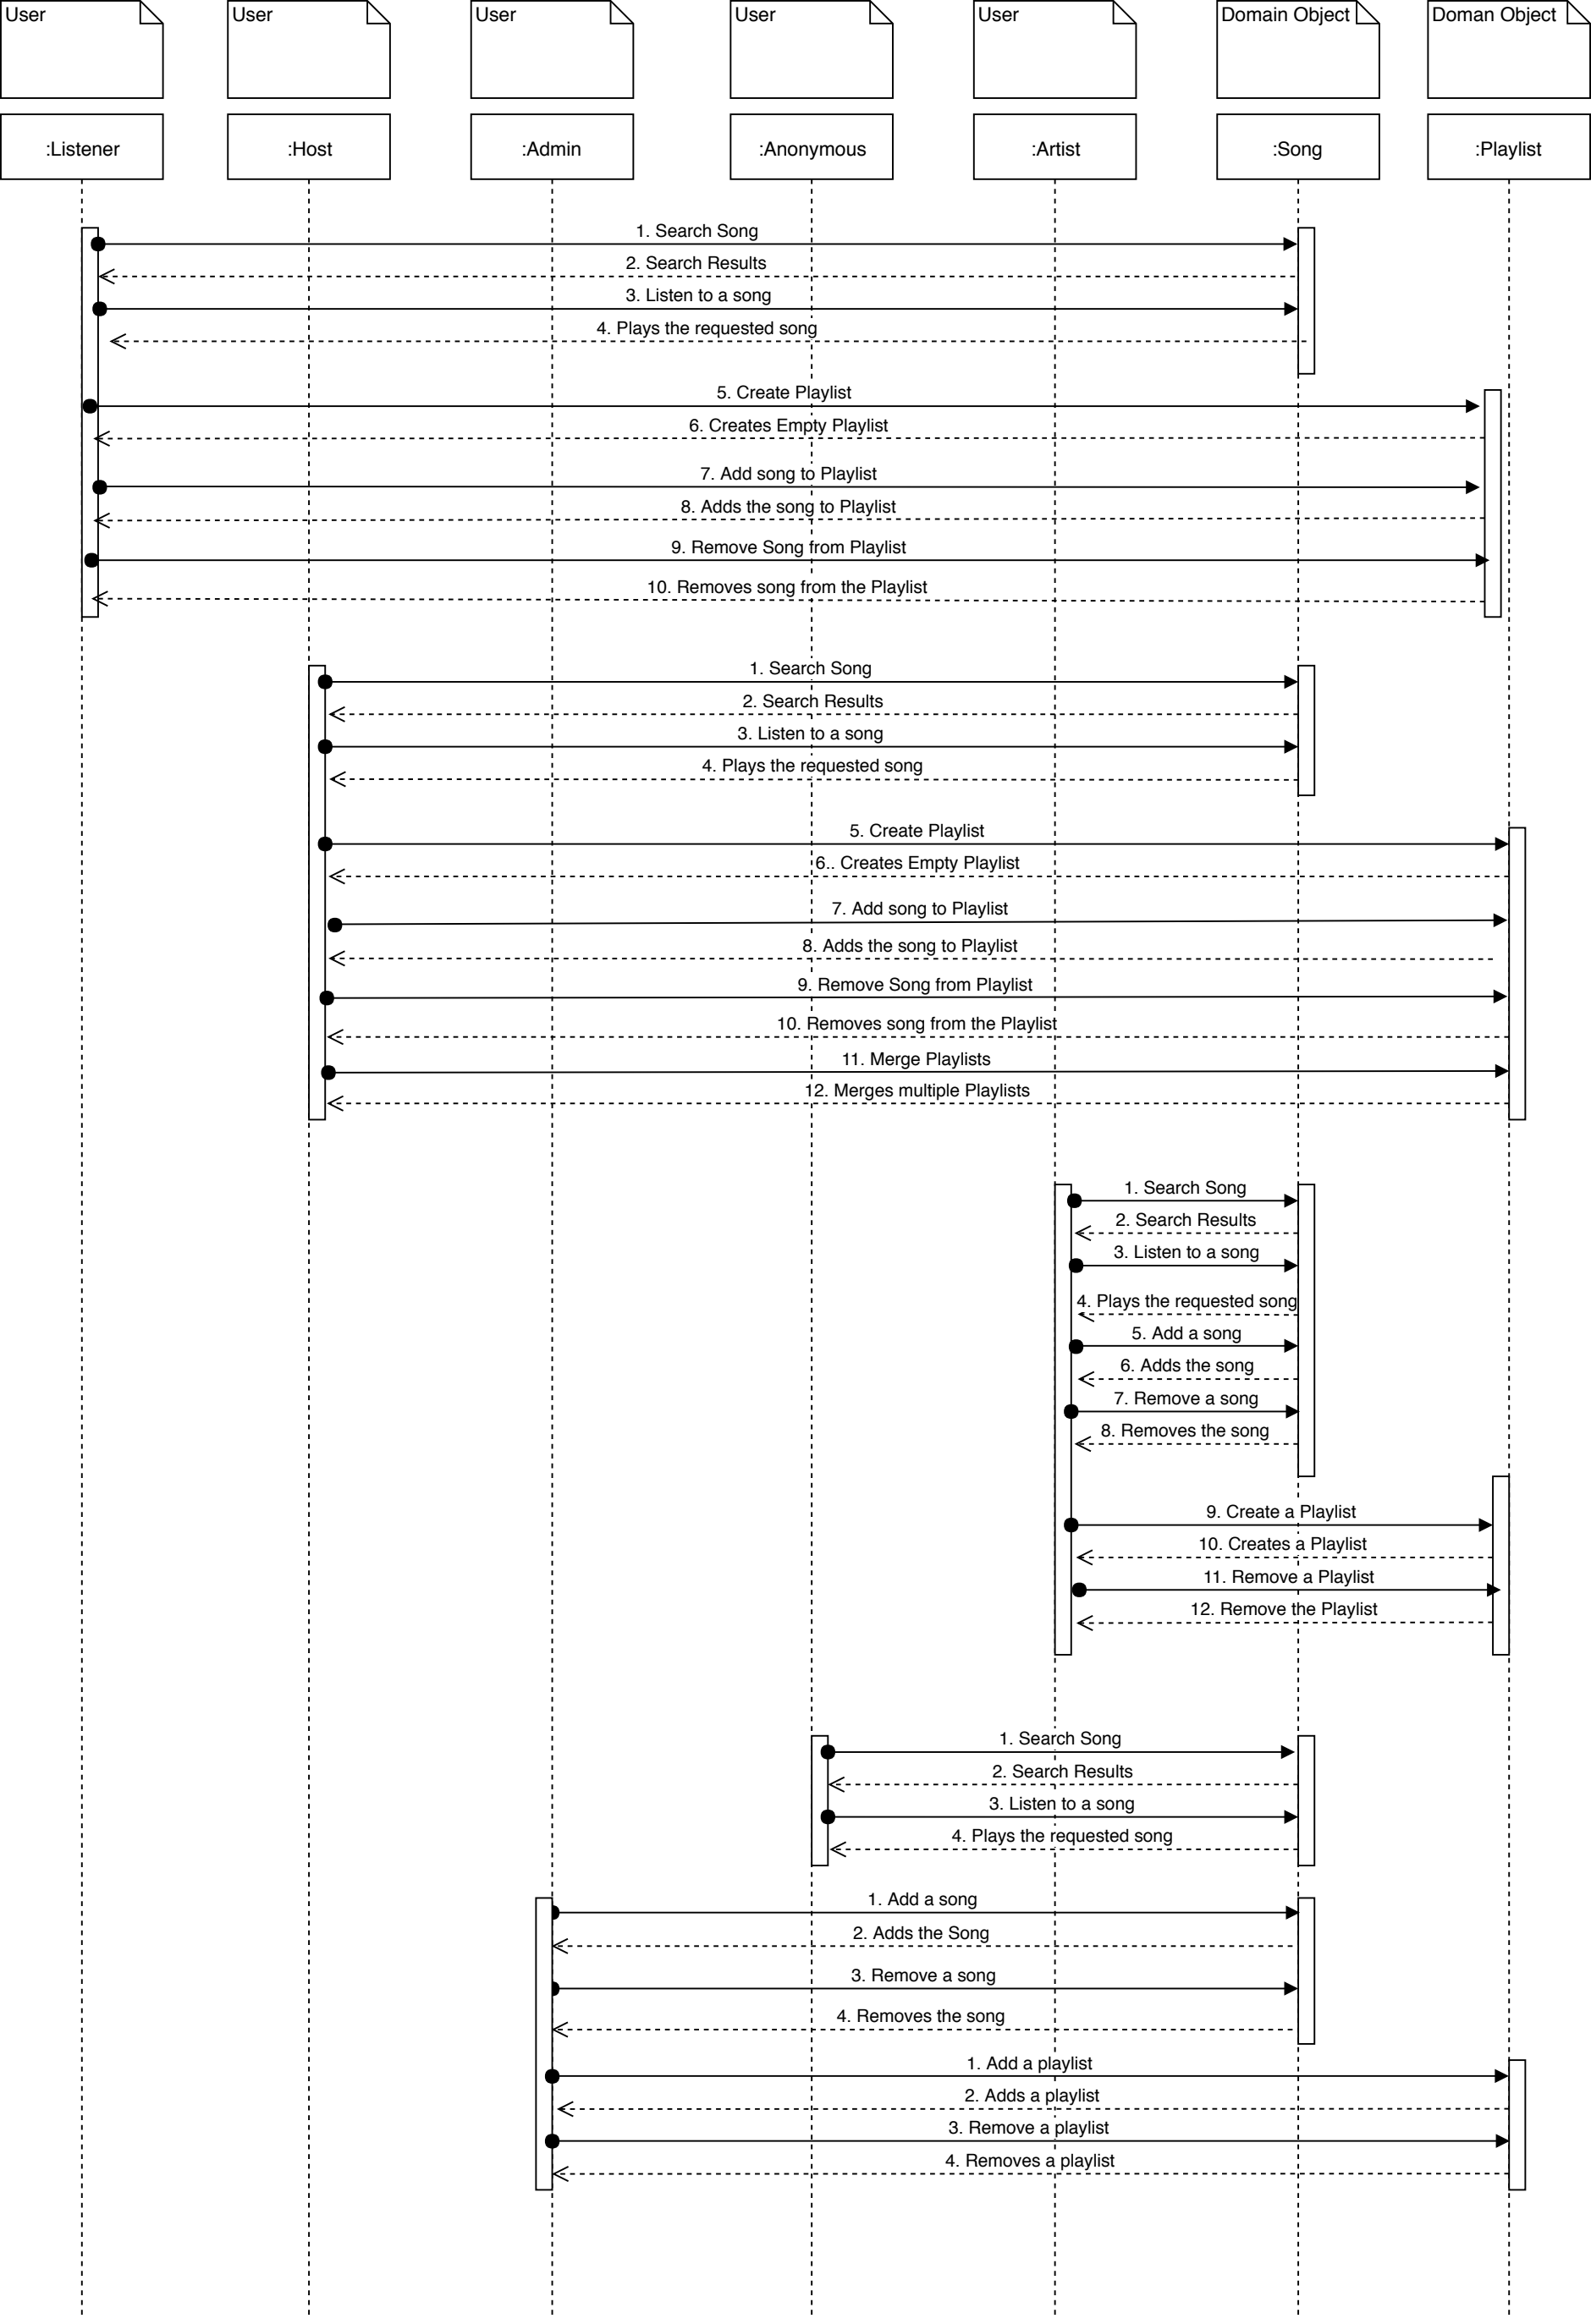 User
User
User
User
User
Domain Object
Doman Object
:Listener
:Host
:Admin
:Anonymous
:Artist
:Song
:Playlist
1. Search Song
2. Search Results
3. Listen to a song
4. Plays the requested song
5. Create Playlist
6. Creates Empty Playlist
7. Add song to Playlist
8. Adds the song to Playlist
9. Remove Song from Playlist
10. Removes song from the Playlist
1. Search Song
2. Search Results
3. Listen to a song
4. Plays the requested song
5. Create Playlist
6.. Creates Empty Playlist
7. Add song to Playlist
8. Adds the song to Playlist
9. Remove Song from Playlist
10. Removes song from the Playlist
11. Merge Playlists
12. Merges multiple Playlists
1. Search Song
2. Search Results
3. Listen to a song
4. Plays the requested song
5. Add a song
6. Adds the song
7. Remove a song
8. Removes the song
9. Create a Playlist
10. Creates a Playlist
11. Remove a Playlist
12. Remove the Playlist
1. Search Song
2. Search Results
3. Listen to a song
4. Plays the requested song
1. Add a song
2. Adds the Song
3. Remove a song
4. Removes the song
1. Add a playlist
2. Adds a playlist
3. Remove a playlist
4. Removes a playlist